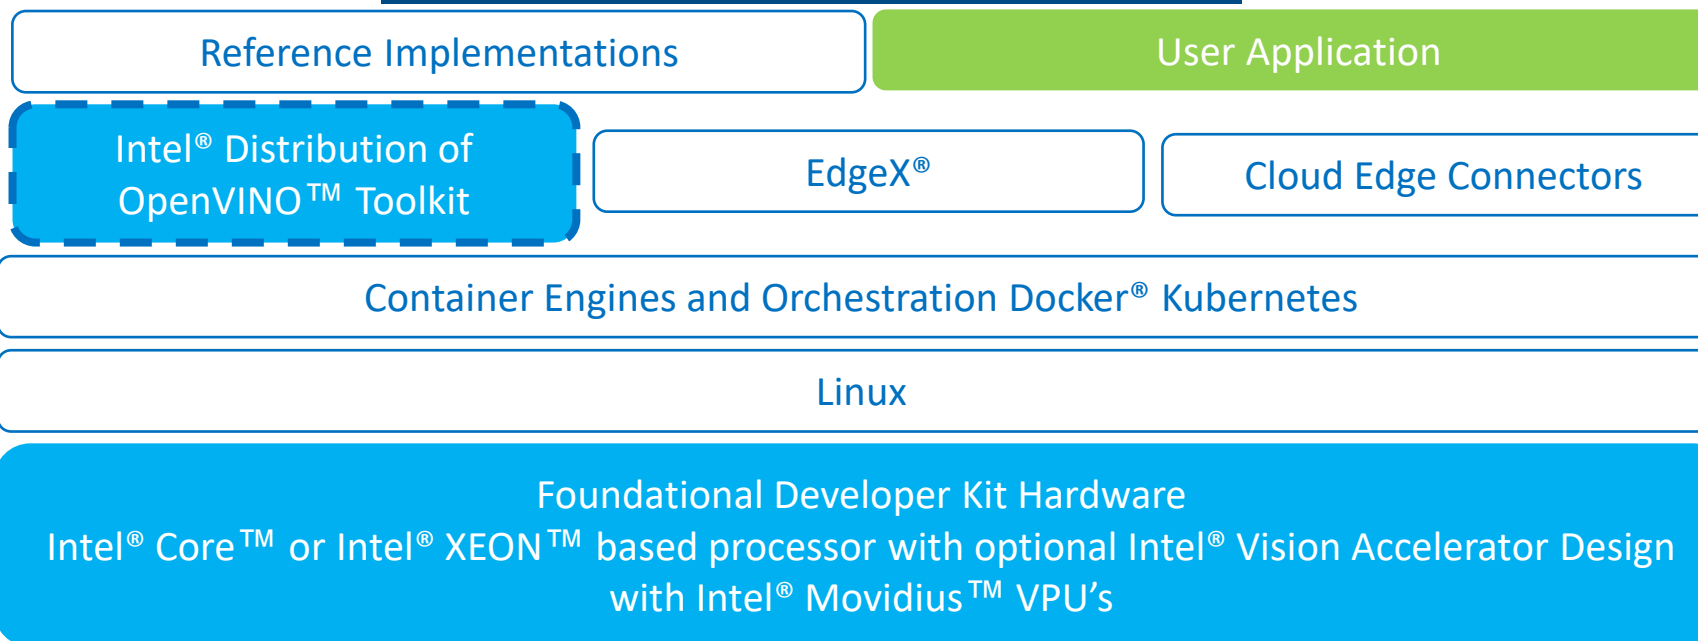 Reference Implementations
User Application
Intel® Distribution of
OpenVINO™ Toolkit
EdgeX®
Cloud Edge Connectors
Container Engines and Orchestration Docker® Kubernetes
Linux
Foundational Developer Kit Hardware
Intel® Core™ or Intel® XEON™ based processor with optional Intel® Vision Accelerator Design
with Intel® Movidius™ VPU’s